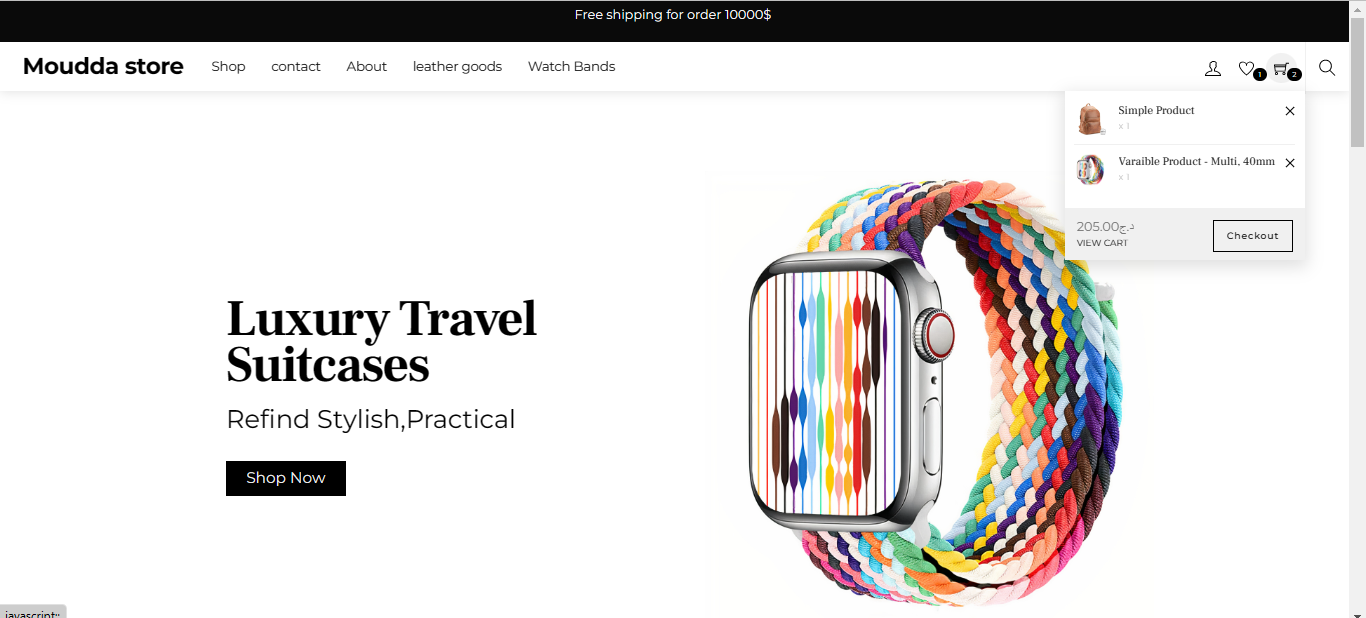 Free shipping for order 10000$
Moudda store
Shop
contact
About
leather goods
Watch Bands
1
2
Simple Product
x 1
Varaible Product - Multi, 40mm
x 1
205.00د.ج
VIEW CART
Checkout
Luxury Travel
Suitcases
Refind Stylish,Practical
Shop Now
javascript:;